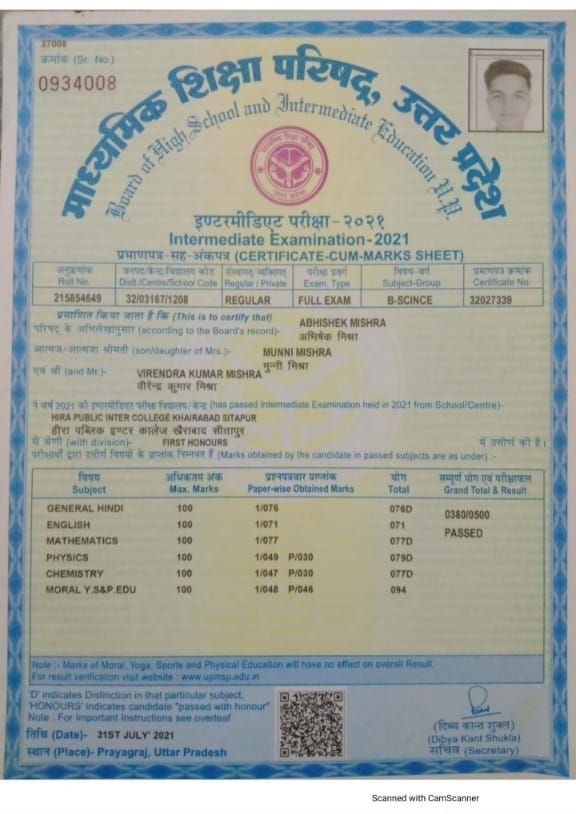 37008
क्रमांक (Sr. No.)
0934008
माध्यमिक शिक्षा परिषद, उत्तर प्रदेश
Board of High School and Intermediate Education U.P.
इण्टरमीडिएट परीक्षा-२०२१
Intermediate Examination-2021
प्रमाणपत्र-सह-अंकपत्र (CERTIFICATE-CUM-MARKS SHEET)
अनुक्रमांक जनपद/केन्द्र/विद्यालय कोड संस्थागत/व्यक्तिगत परीक्षा प्रवर्ग विषय-वर्ग प्रमाणपत्र क्रमांक
Roll No. Distt./Centre/School Code Regular / Private Exam. Type Subject-Group Certificate No.
215854649 32/03167/1208 REGULAR FULL EXAM B-SCINCE 32027339
प्रमाणित किया जाता है कि (This is to certify that)
ABHISHEK MISHRA
परिषद के अभिलेखानुसार (according to the Board's record)-
अभिषेक मिश्रा
आत्मज/आत्मजा श्रीमती (son/daughter of Mrs.)- MUNNI MISHRA
मुन्नी मिश्रा
एवं श्री (and Mr.)- VIRENDRA KUMAR MISHRA
वीरेन्द्र कुमार मिश्रा
ने वर्ष 2021 की इण्टरमीडिएट परीक्षा विद्यालय/केन्द्र (has passed Intermediate Examination held in 2021 from School/Centre)-
HIRA PUBLIC INTER COLLEGE KHAIRABAD SITAPUR
हीरा पब्लिक इण्टर कालेज खैराबाद सीतापुर
से श्रेणी (with division)- FIRST HONOURS में उत्तीर्ण की है।
परीक्षार्थी द्वारा उत्तीर्ण विषयों के प्राप्तांक निम्नवत हैं (Marks obtained by the candidate in passed subjects are as under) :-
विषय अधिकतम अंक प्रश्नपत्रवार प्राप्तांक योग सम्पूर्ण योग एवं परीक्षाफल
Subject Max. Marks Paper-wise Obtained Marks Total Grand Total & Result
GENERAL HINDI 100 1/076 076D 0380/0500
ENGLISH 100 1/071 071
PASSED
MATHEMATICS 100 1/077 077D
PHYSICS 100 1/049 P/030 079D
CHEMISTRY 100 1/047 P/030 077D
MORAL Y.S&P.EDU 100 1/048 P/046 094
Note :- Marks of Moral, Yoga, Sports and Physical Education will have no effect on overall Result.
For result verification visit website : www.upmsp.edu.in
'D' indicates Distinction in that particular subject,
'HONOURS' indicates candidate "passed with honour"
Note : For Important Instructions see overleaf
तिथि (Date)- 31ST JULY' 2021
स्थान (Place)- Prayagraj, Uttar Pradesh
(दिब्य कान्त शुक्ल)
(Dibya Kant Shukla)
सचिव (Secretary)
Scanned with CamScanner